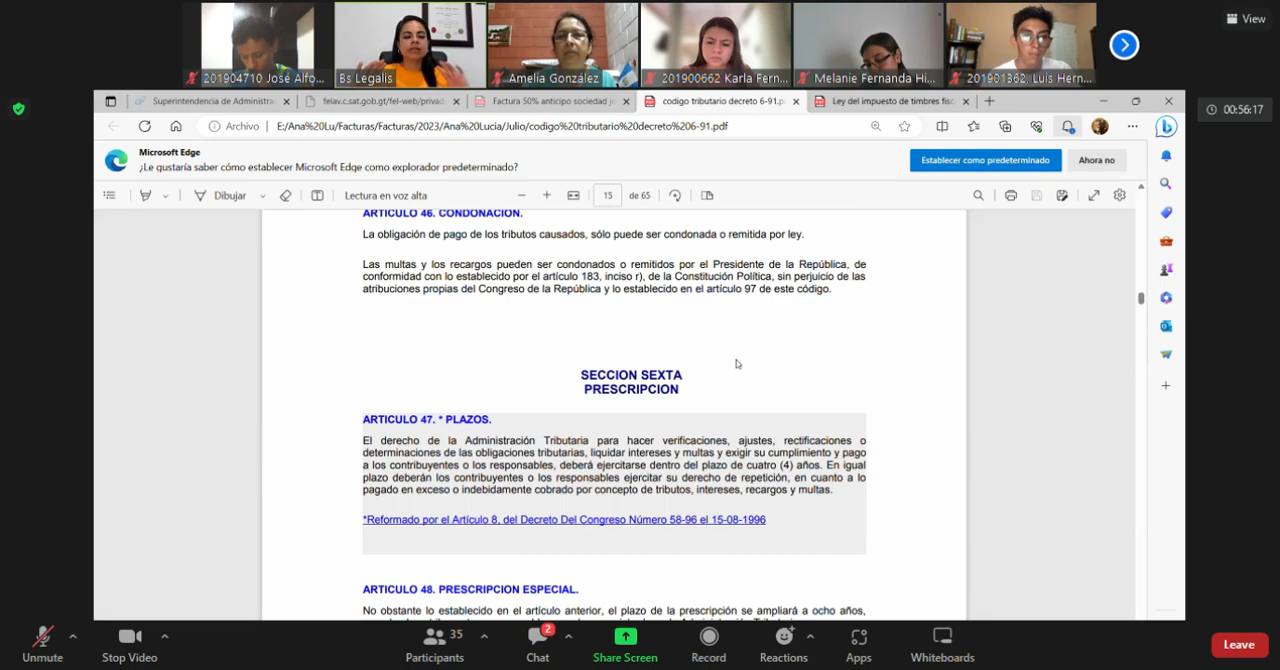 View
201904710 José Alfo...
Bs Legalis
Amelia González
201900662 Karla Fern...
Melanie Fernanda Hi...
201901362, Luis Hern...
00:56:17
Superintendencia de Administra
felav.c.sat.gob.gt/fel-web/privad
Factura 50% anticipo sociedad jo
codigo tributario decreto 6-91.p
Ley del impuesto de timbres fisc
Archivo
E:/Ana%20Lu/Facturas/Facturas/2023/Ana%20Lucia/Julio/codigo%20tributario%20decreto%206-91.pdf
Microsoft Edge
¿Le gustaría saber cómo establecer Microsoft Edge como explorador predeterminado?
Establecer como predeterminado
Ahora no
Dibujar
Lectura en voz alta
15
de 65
ARTICULO 46. CONDONACION.
La obligación de pago de los tributos causados, sólo puede ser condonada o remitida por ley.
Las multas y los recargos pueden ser condonados o remitidos por el Presidente de la República, de
conformidad con lo establecido por el artículo 183, inciso r), de la Constitución Política, sin perjuicio de las
atribuciones propias del Congreso de la República y lo establecido en el artículo 97 de este código.
SECCION SEXTA
PRESCRIPCION
ARTICULO 47. * PLAZOS.
El derecho de la Administración Tributaria para hacer verificaciones, ajustes, rectificaciones o
determinaciones de las obligaciones tributarias, liquidar intereses y multas y exigir su cumplimiento y pago
a los contribuyentes o los responsables, deberá ejercitarse dentro del plazo de cuatro (4) años. En igual
plazo deberán los contribuyentes o los responsables ejercitar su derecho de repetición, en cuanto a lo
pagado en exceso o indebidamente cobrado por concepto de tributos, intereses, recargos y multas.
*Reformado por el Artículo 8, del Decreto Del Congreso Número 58-96 el 15-08-1996
ARTICULO 48. PRESCRIPCION ESPECIAL.
No obstante lo establecido en el artículo anterior, el plazo de la prescripción se ampliará a ocho años,
Unmute
Stop Video
Participants
35
Chat
2
Share Screen
Record
Reactions
Apps
Whiteboards
Leave